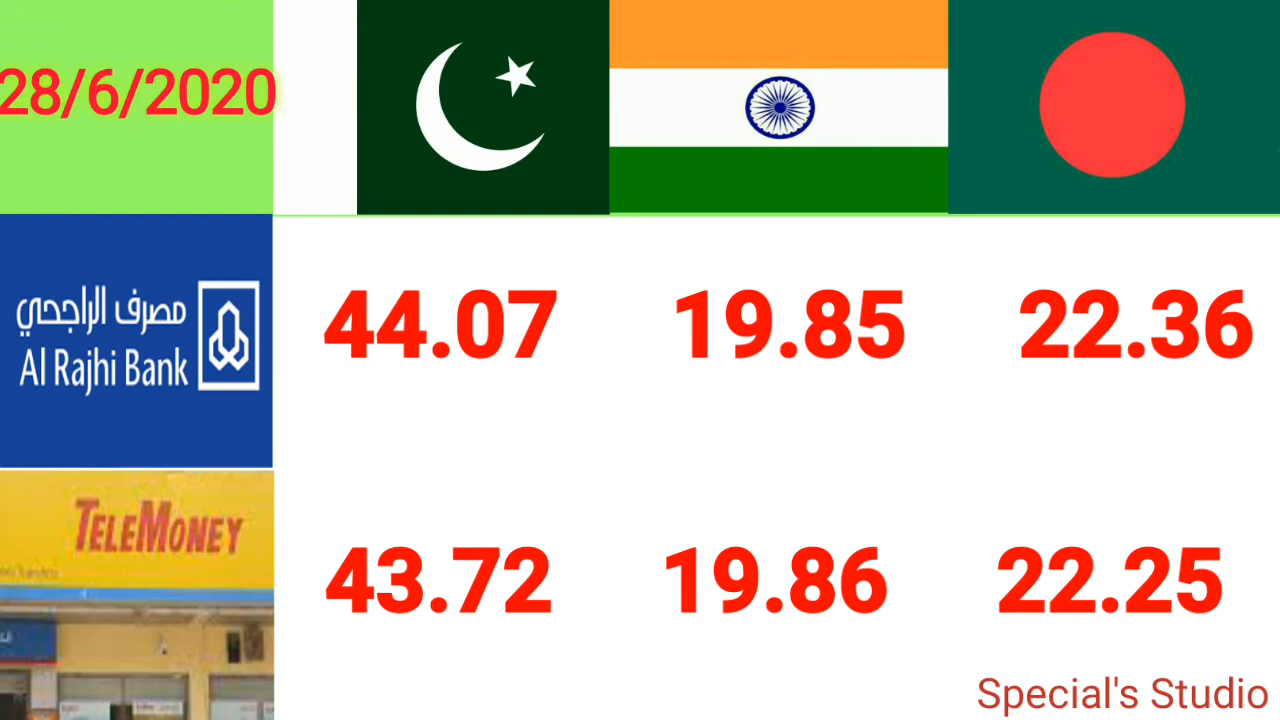 28/6/2020
مصرف الراجحي
Al Rajhi Bank
44.07 19.85 22.36
TELEMONEY
43.72 19.86 22.25
Special's Studio